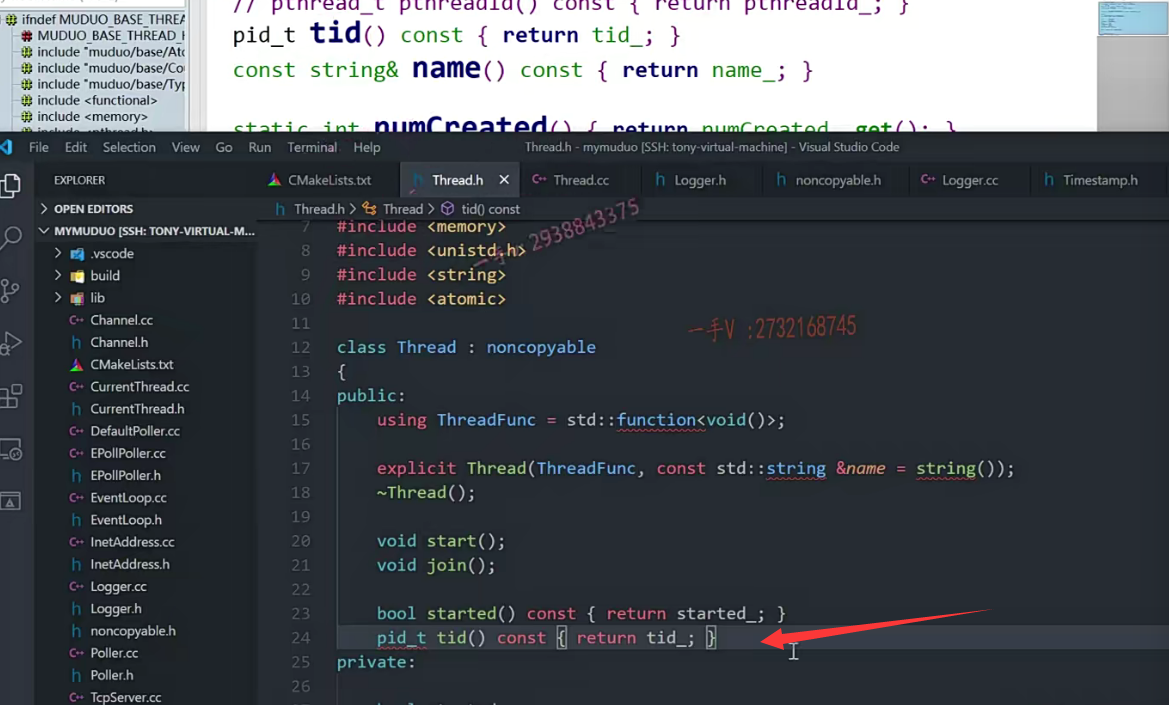 // pthread_t pthreadId() const { return pthreadId_; }
ifndef MUDUO_BASE_THREA
pid_t tid() const { return tid_; }
MUDUO_BASE_THREAD_
include "muduo/base/Ato
const string& name() const { return name_; }
include "muduo/base/Cou
include "muduo/base/Typ
include <functional>
include <memory>
static int numCreated() { return numCreated_.get(); }
File Edit Selection View Go Run Terminal Help
Thread.h - mymuduo [SSH: tony-virtual-machine] - Visual Studio Code
EXPLORER
CMakeLists.txt
Thread.h
Thread.cc
Logger.h
noncopyable.h
Logger.cc
Timestamp.h
OPEN EDITORS
MYMUDUO [SSH: TONY-VIRTUAL-M...
.vscode
build
lib
Channel.cc
Channel.h
CMakeLists.txt
CurrentThread.cc
CurrentThread.h
DefaultPoller.cc
EPollPoller.cc
EPollPoller.h
EventLoop.cc
EventLoop.h
InetAddress.cc
InetAddress.h
Logger.cc
Logger.h
noncopyable.h
Poller.cc
Poller.h
TcpServer.cc
Thread.h > Thread > tid() const
7 #include <memory>
8 #include <unistd.h>
9 #include <string>
10 #include <atomic>
11
12 class Thread : noncopyable
13 {
14 public:
15 using ThreadFunc = std::function<void()>;
16
17 explicit Thread(ThreadFunc, const std::string &name = string());
18 ~Thread();
19
20 void start();
21 void join();
22
23 bool started() const { return started_; }
24 pid_t tid() const { return tid_; }
25 private:
26
一手V :2938843375
一手V :2732168745